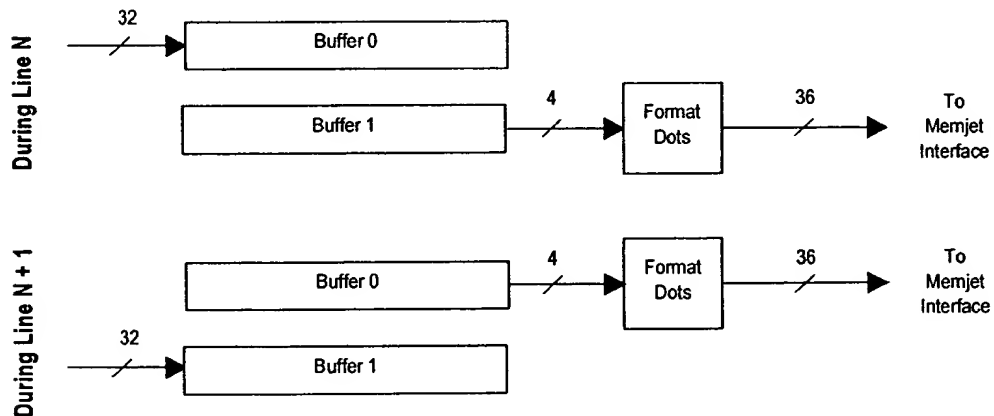 During Line N
32
Buffer 0
Buffer 1
4
Format
Dots
36
To
Memjet
Interface
During Line N + 1
Buffer 0
4
Format
Dots
36
To
Memjet
Interface
32
Buffer 1